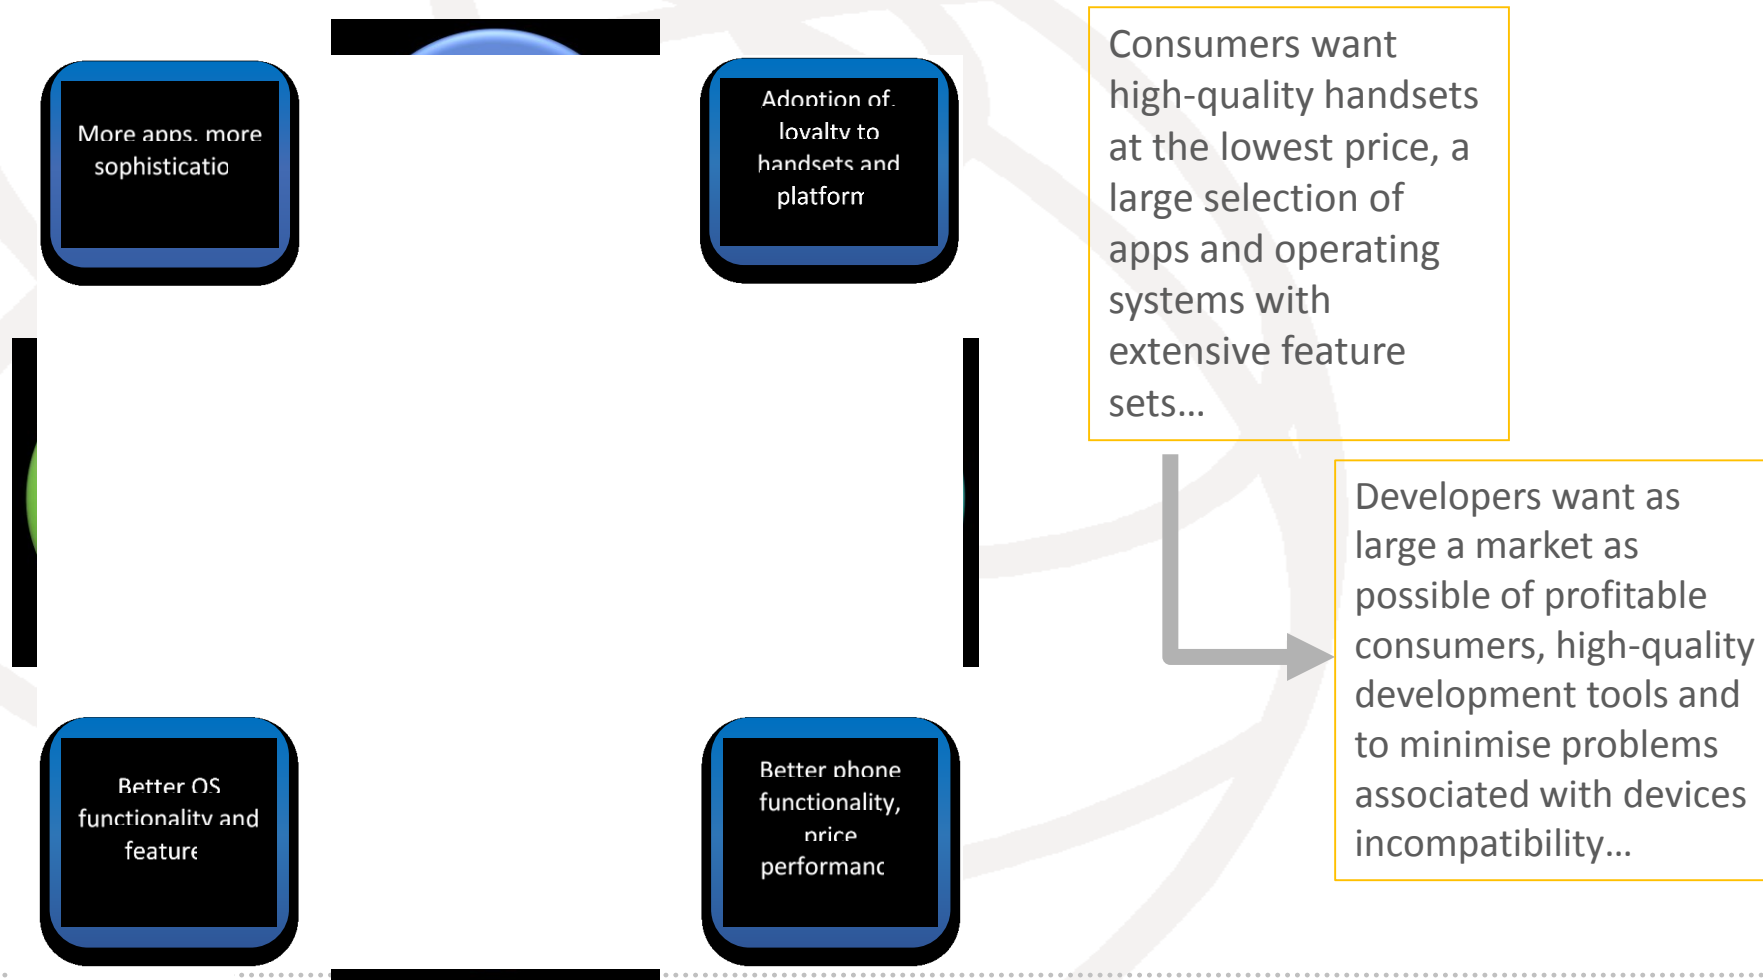 More apps, more
sophisticatio
Adoption of,
loyalty to
handsets and
platform
Better OS
functionality and
feature
Better phone
functionality,
price
performanc
Consumers want
high-quality handsets
at the lowest price, a
large selection of
apps and operating
systems with
extensive feature
sets…
Developers want as
large a market as
possible of profitable
consumers, high-quality
development tools and
to minimise problems
associated with devices
incompatibility…